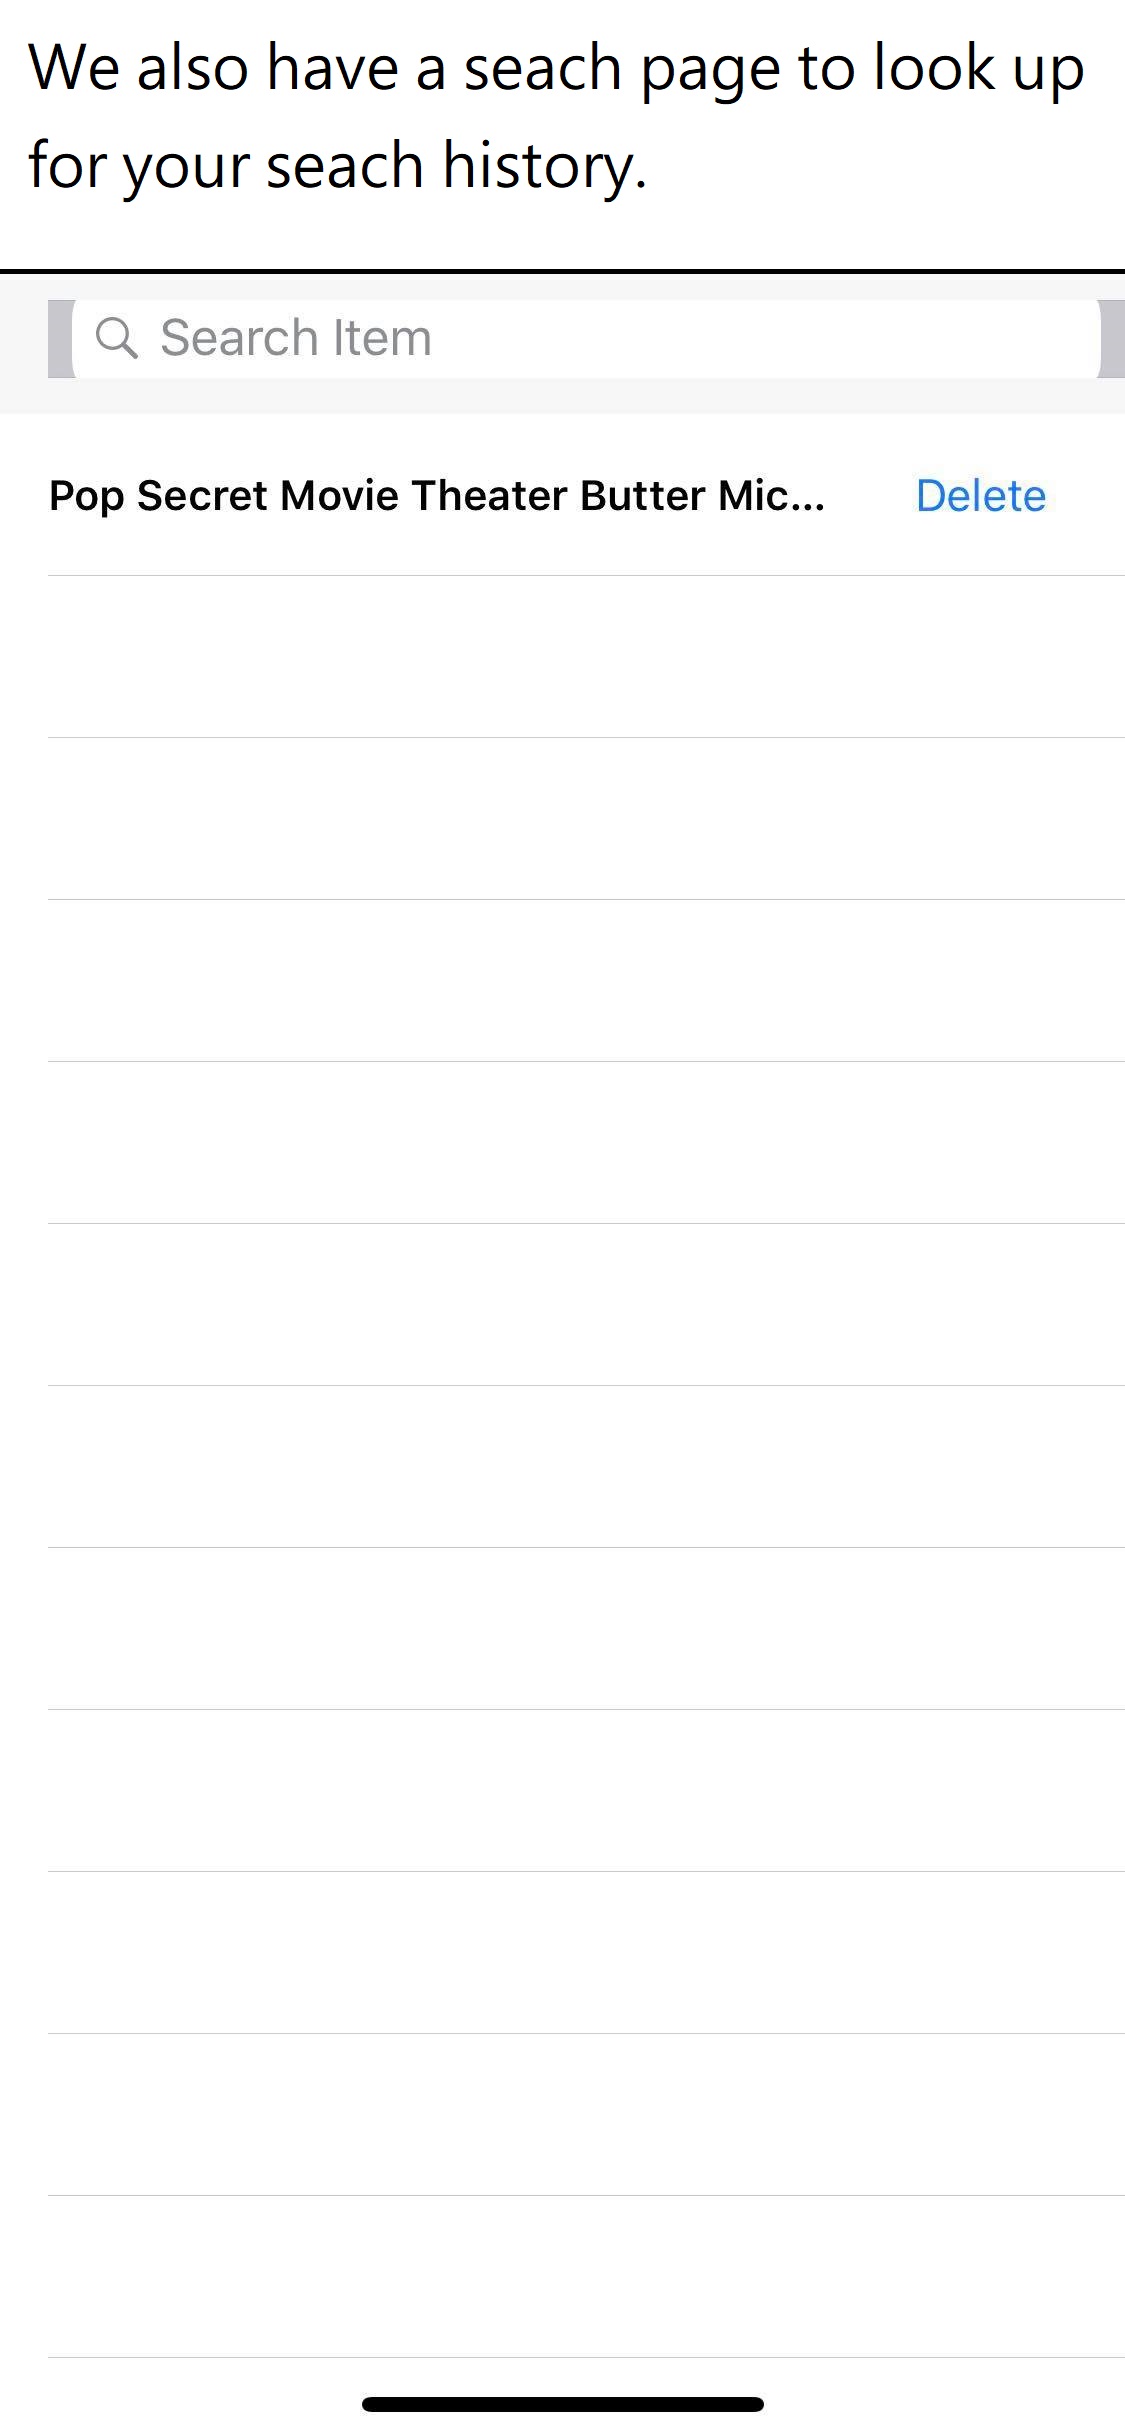 We also have a seach page to look up
for your seach history.
Search Item
Pop Secret Movie Theater Butter Mic... Delete